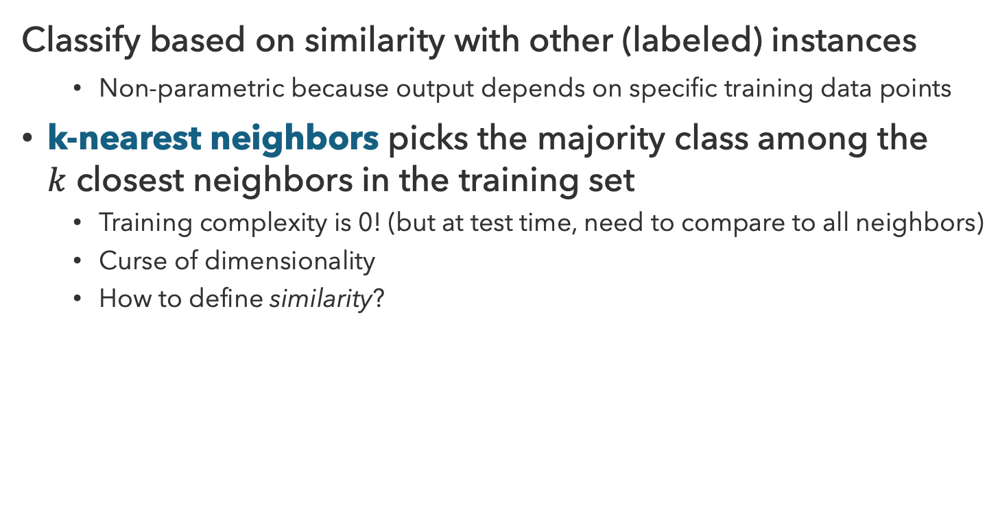 Classify based on similarity with other (labeled) instances
• Non-parametric because output depends on specific training data points
• k-nearest neighbors picks the majority class among the
k closest neighbors in the training set
• Training complexity is 0! (but at test time, need to compare to all neighbors)
• Curse of dimensionality
• How to define similarity?